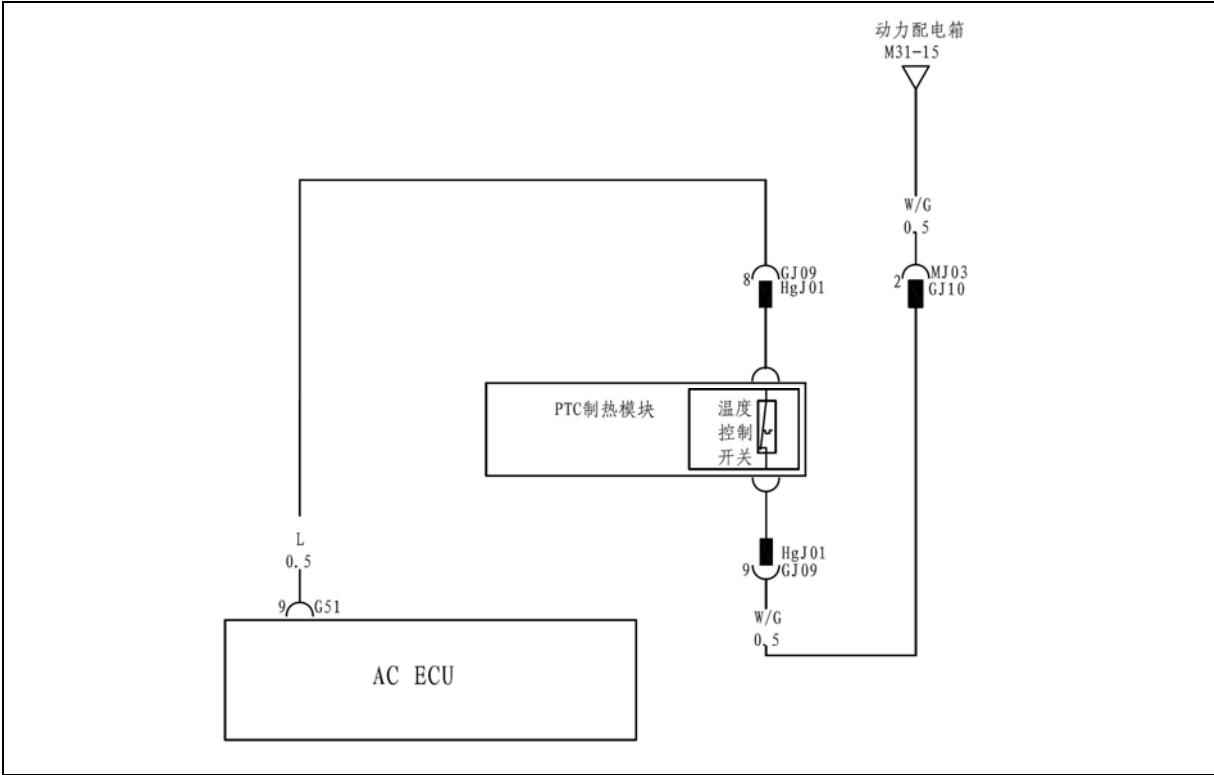 动力配电箱
M31-15
W/G
0.5
8
GJ09
HgJ01
2
MJ03
GJ10
PTC制热模块
温度
控制
开关
L
0.5
HgJ01
9
GJ09
9
G51
W/G
0.5
AC ECU